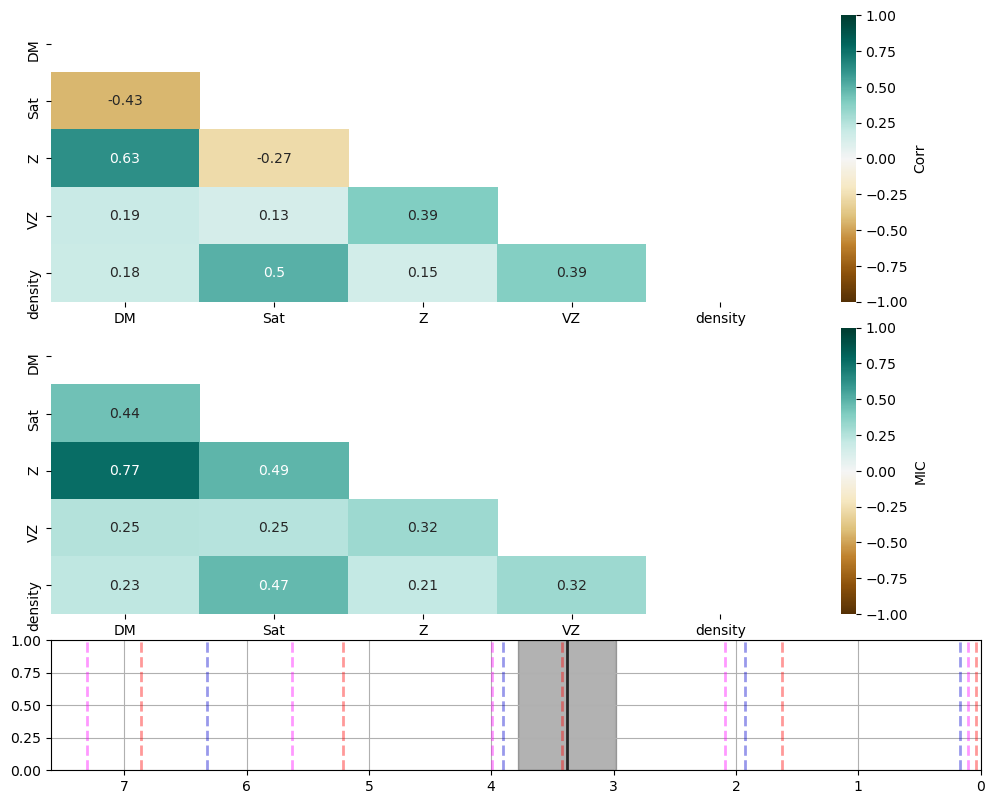 DM
Sat
Z
VZ
density
-0.43
0.63 -0.27
0.19 0.13 0.39
0.18 0.5 0.15 0.39
DM Sat Z VZ density
1.00
0.75
0.50
0.25
0.00
−0.25
−0.50
−0.75
−1.00
Corr
DM
Sat
Z
VZ
density
0.44
0.77 0.49
0.25 0.25 0.32
0.23 0.47 0.21 0.32
DM Sat Z VZ density
1.00
0.75
0.50
0.25
0.00
−0.25
−0.50
−0.75
−1.00
MIC
1.00
0.75
0.50
0.25
0.00
7 6 5 4 3 2 1 0